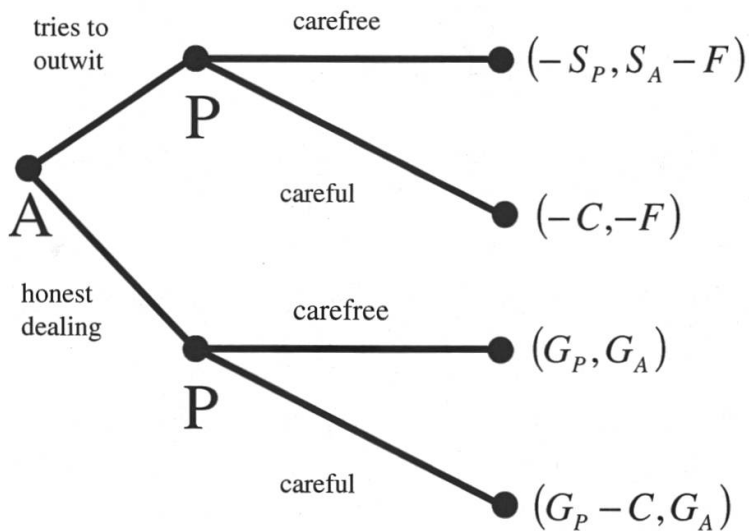 tries to
outwit
carefree
(−S_P, S_A − F)
P
careful
(−C,−F)
A
honest
dealing
carefree
(G_P, G_A)
P
careful
(G_P − C, G_A)